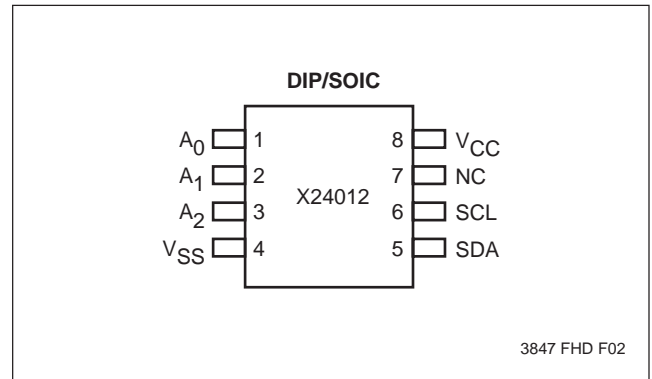 DIP/SOIC
A0 1 8 VCC
A1 2 7 NC
X24012
A2 3 6 SCL
VSS 4 5 SDA
3847 FHD F02